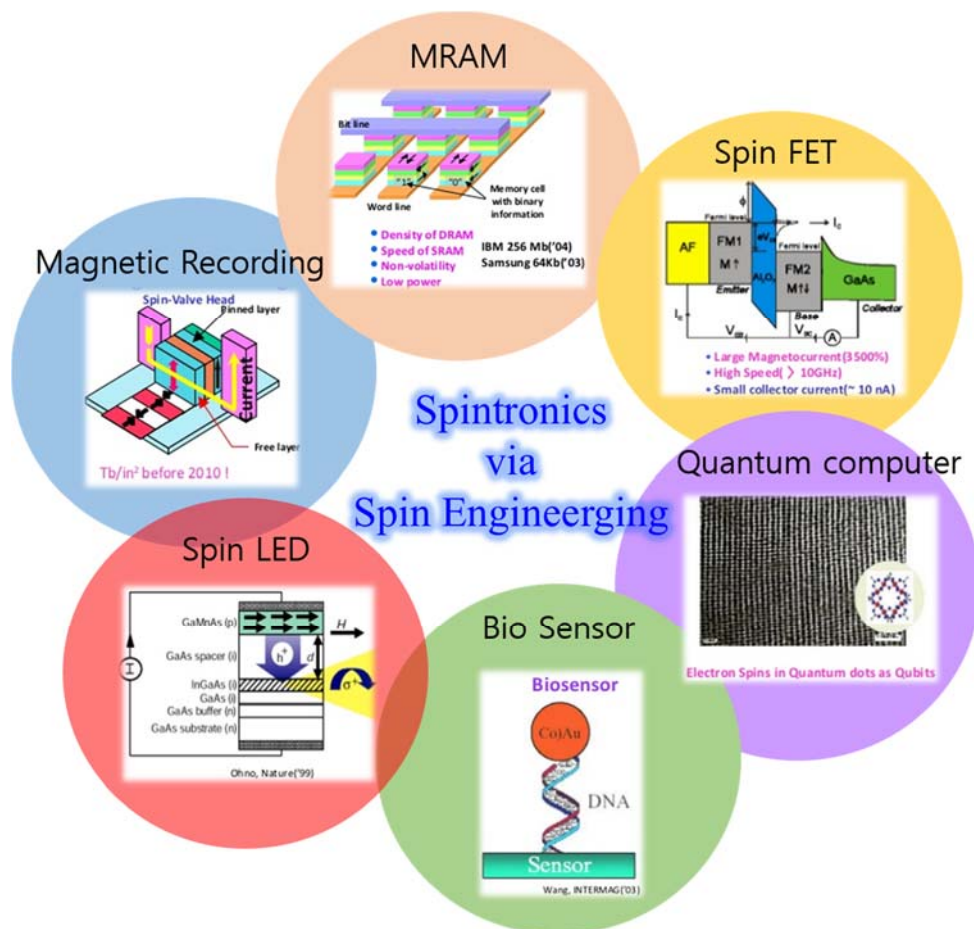 MRAM
Bit line
"1"
"0"
Word line
Memory cell
with binary
information
• Density of DRAM
• Speed of SRAM
• Non-volatility
• Low power
IBM 256 Mb('04)
Samsung 64Kb('03)
Spin FET
ϕ
Fermi level
I_C
AF
FM1
M↑
Fermi level
FM2
M↑↓
GaAs
Emitter
Base
Collector
A
• Large Magnetocurrent(3500%)
• High Speed( > 10GHz)
• Small collector current(~ 10 nA)
Magnetic Recording
Spin-Valve Head
Pinned layer
Current
Free layer
Tb/in² before 2010 !
Spintronics
via
Spin Engineerging
Quantum computer
Electron Spins in Quantum dots as Qubits
Spin LED
GaMnAs (p)
H
h⁺
d
GaAs spacer (i)
I
InGaAs (i)
σ⁺
GaAs (i)
GaAs buffer (n)
GaAs substrate (n)
Ohno, Nature('99)
Bio Sensor
Biosensor
Co)Au
DNA
Sensor
Wang, INTERMAG('03)